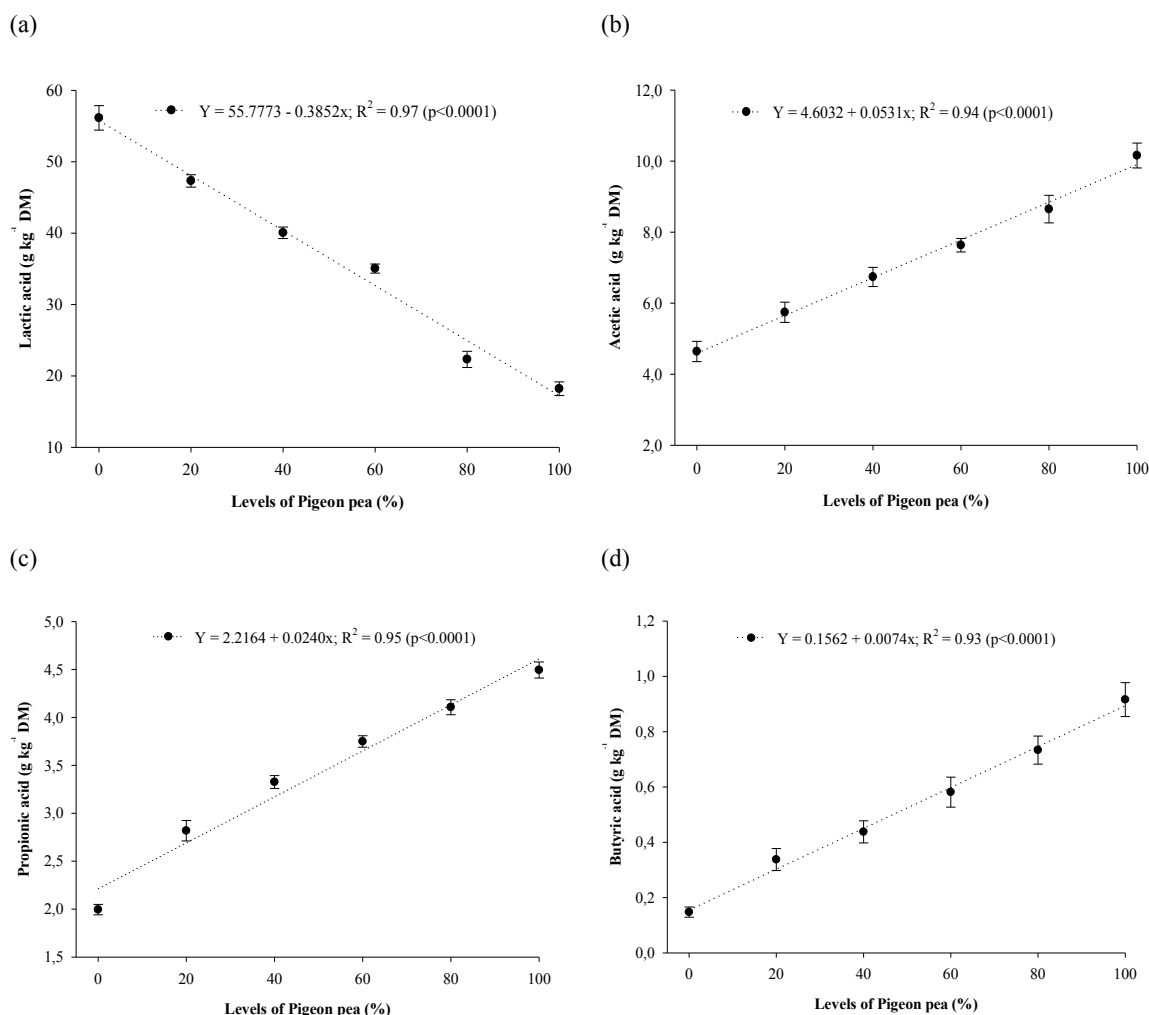 (a)
Y = 55.7773 - 0.3852x; R² = 0.97 (p<0.0001)
Lactic acid (g kg⁻¹ DM)
60
50
40
30
20
10
0 20 40 60 80 100
Levels of Pigeon pea (%)
(b)
Y = 4.6032 + 0.0531x; R² = 0.94 (p<0.0001)
Acetic acid (g kg⁻¹ DM)
12,0
10,0
8,0
6,0
4,0
2,0
0 20 40 60 80 100
Levels of Pigeon pea (%)
(c)
Y = 2.2164 + 0.0240x; R² = 0.95 (p<0.0001)
Propionic acid (g kg⁻¹ DM)
5,0
4,5
4,0
3,5
3,0
2,5
2,0
1,5
0 20 40 60 80 100
Levels of Pigeon pea (%)
(d)
Y = 0.1562 + 0.0074x; R² = 0.93 (p<0.0001)
Butyric acid (g kg⁻¹ DM)
1,2
1,0
0,8
0,6
0,4
0,2
0,0
0 20 40 60 80 100
Levels of Pigeon pea (%)